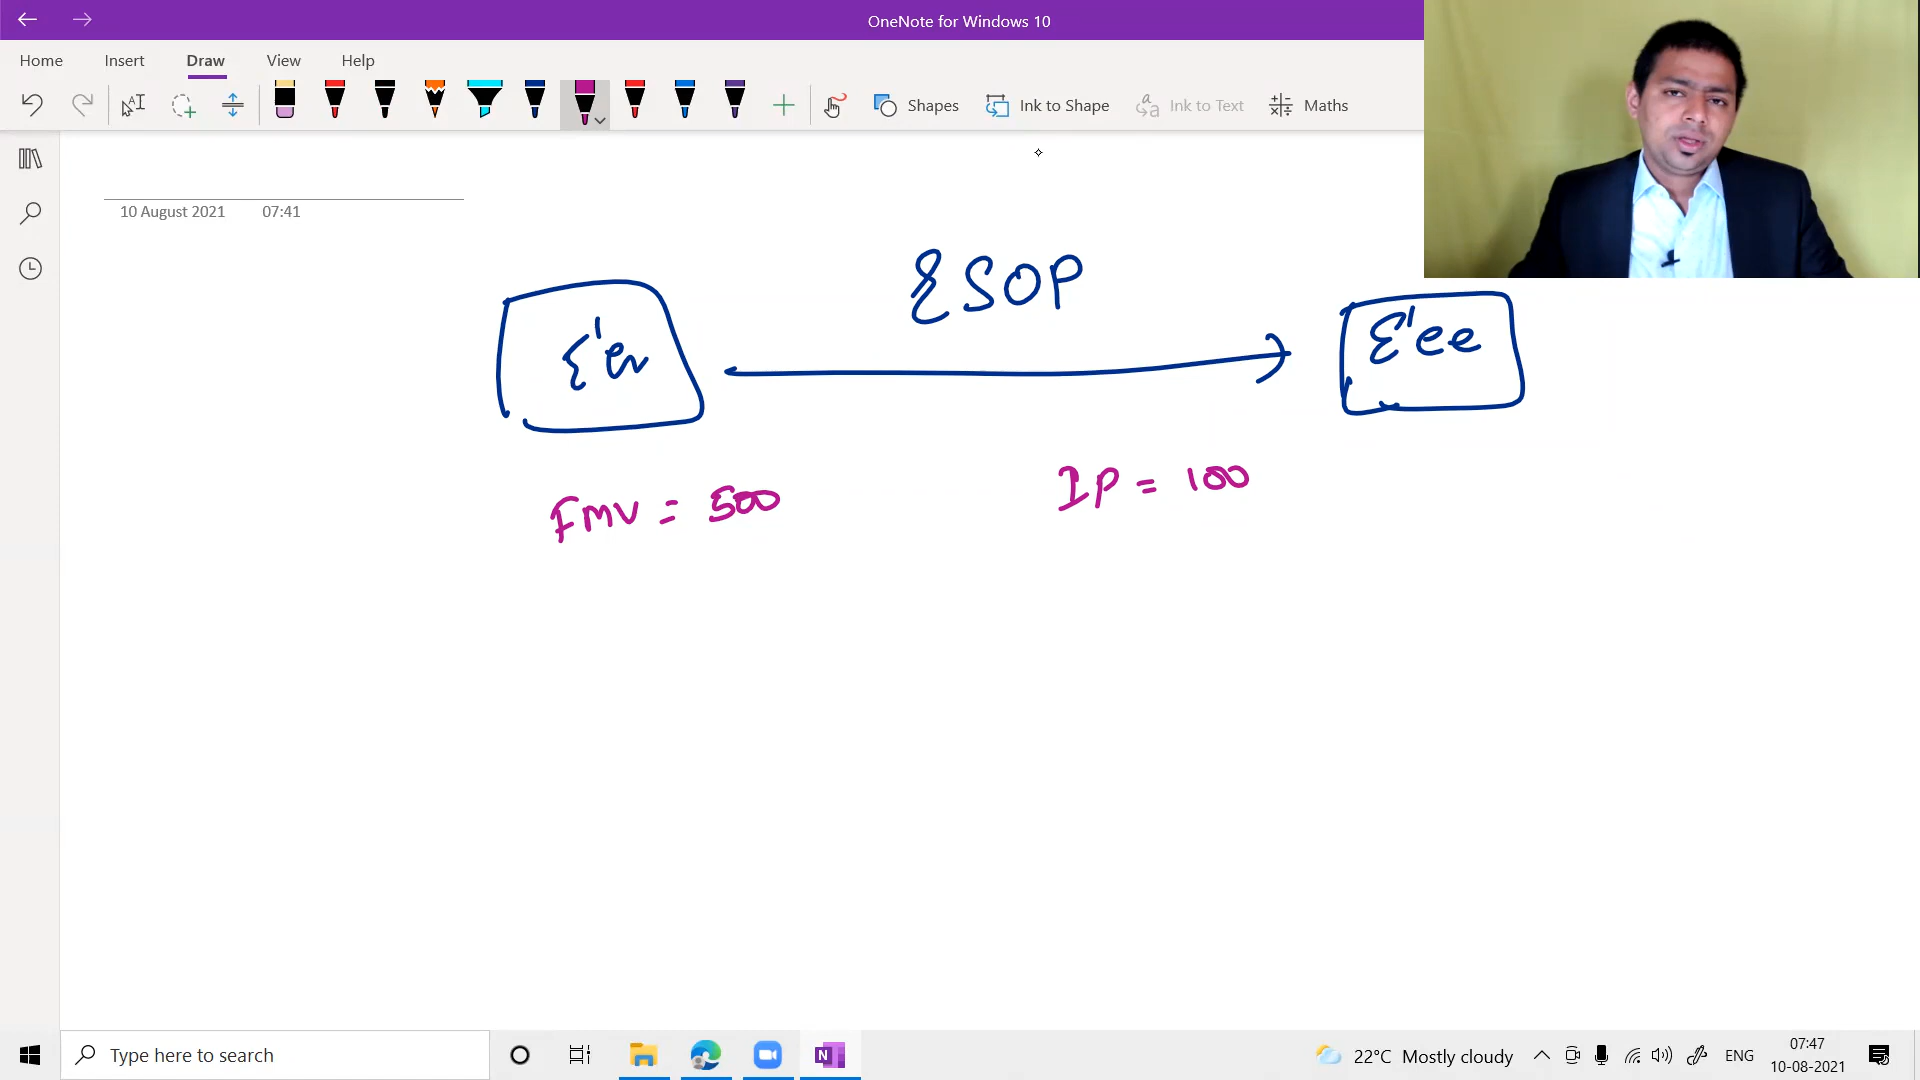 OneNote for Windows 10
Home Insert Draw View Help
Shapes Ink to Shape Ink to Text Maths
10 August 2021 07:41
ESOP
E'er E'ee
FMV = 500 IP = 100
Type here to search
22°C Mostly cloudy ENG 07:47
10-08-2021